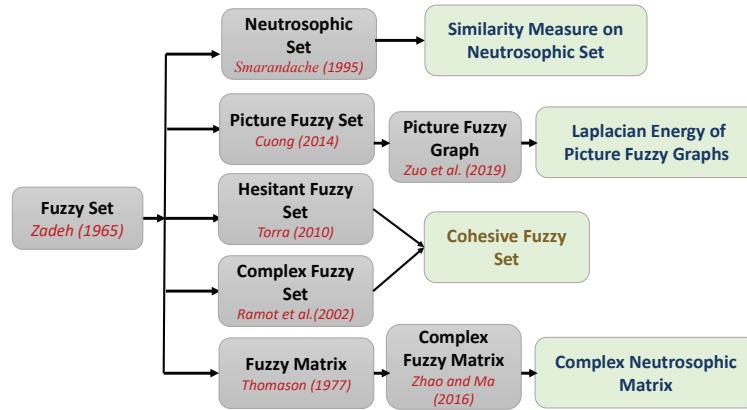 Neutrosophic
Set
Smarandache (1995)
Similarity Measure on
Neutrosophic Set
Picture Fuzzy Set
Cuong (2014)
Picture Fuzzy
Graph
Zuo et al. (2019)
Laplacian Energy of
Picture Fuzzy Graphs
Fuzzy Set
Zadeh (1965)
Hesitant Fuzzy
Set
Torra (2010)
Cohesive Fuzzy
Set
Complex Fuzzy
Set
Ramot et al.(2002)
Fuzzy Matrix
Thomason (1977)
Complex
Fuzzy Matrix
Zhao and Ma
(2016)
Complex Neutrosophic
Matrix